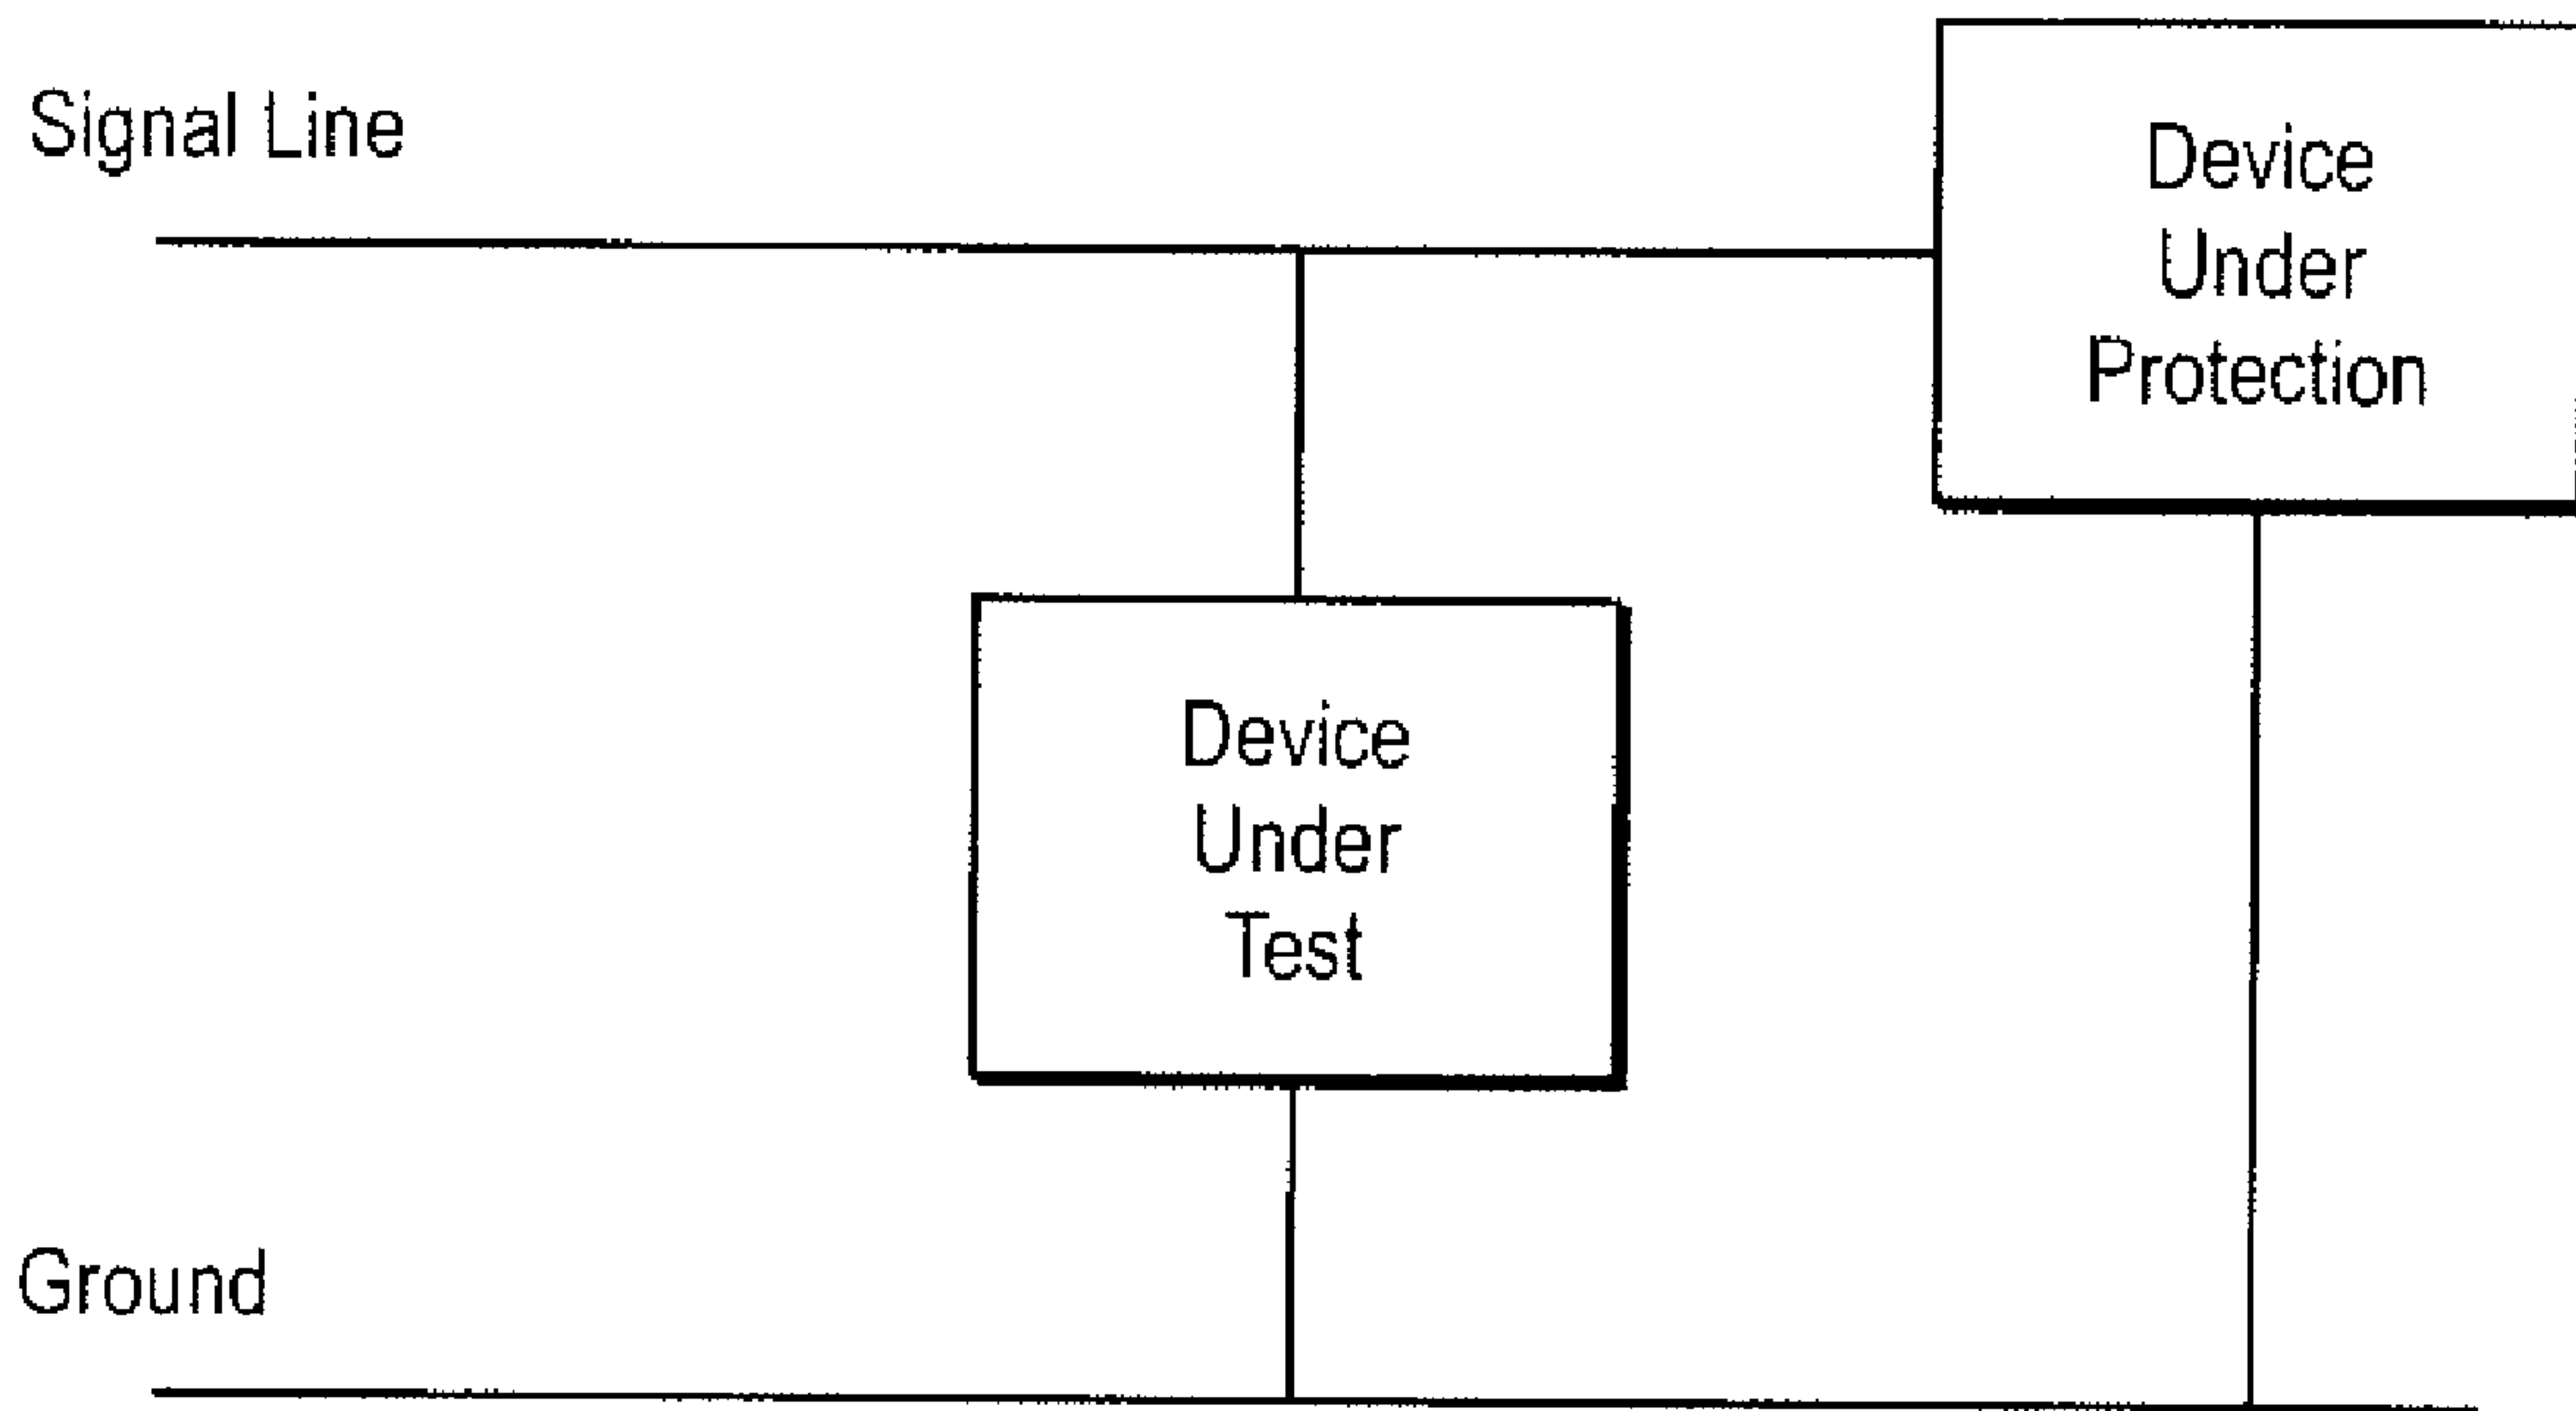 Signal Line
Device
Under
Protection
Device
Under
Test
Ground